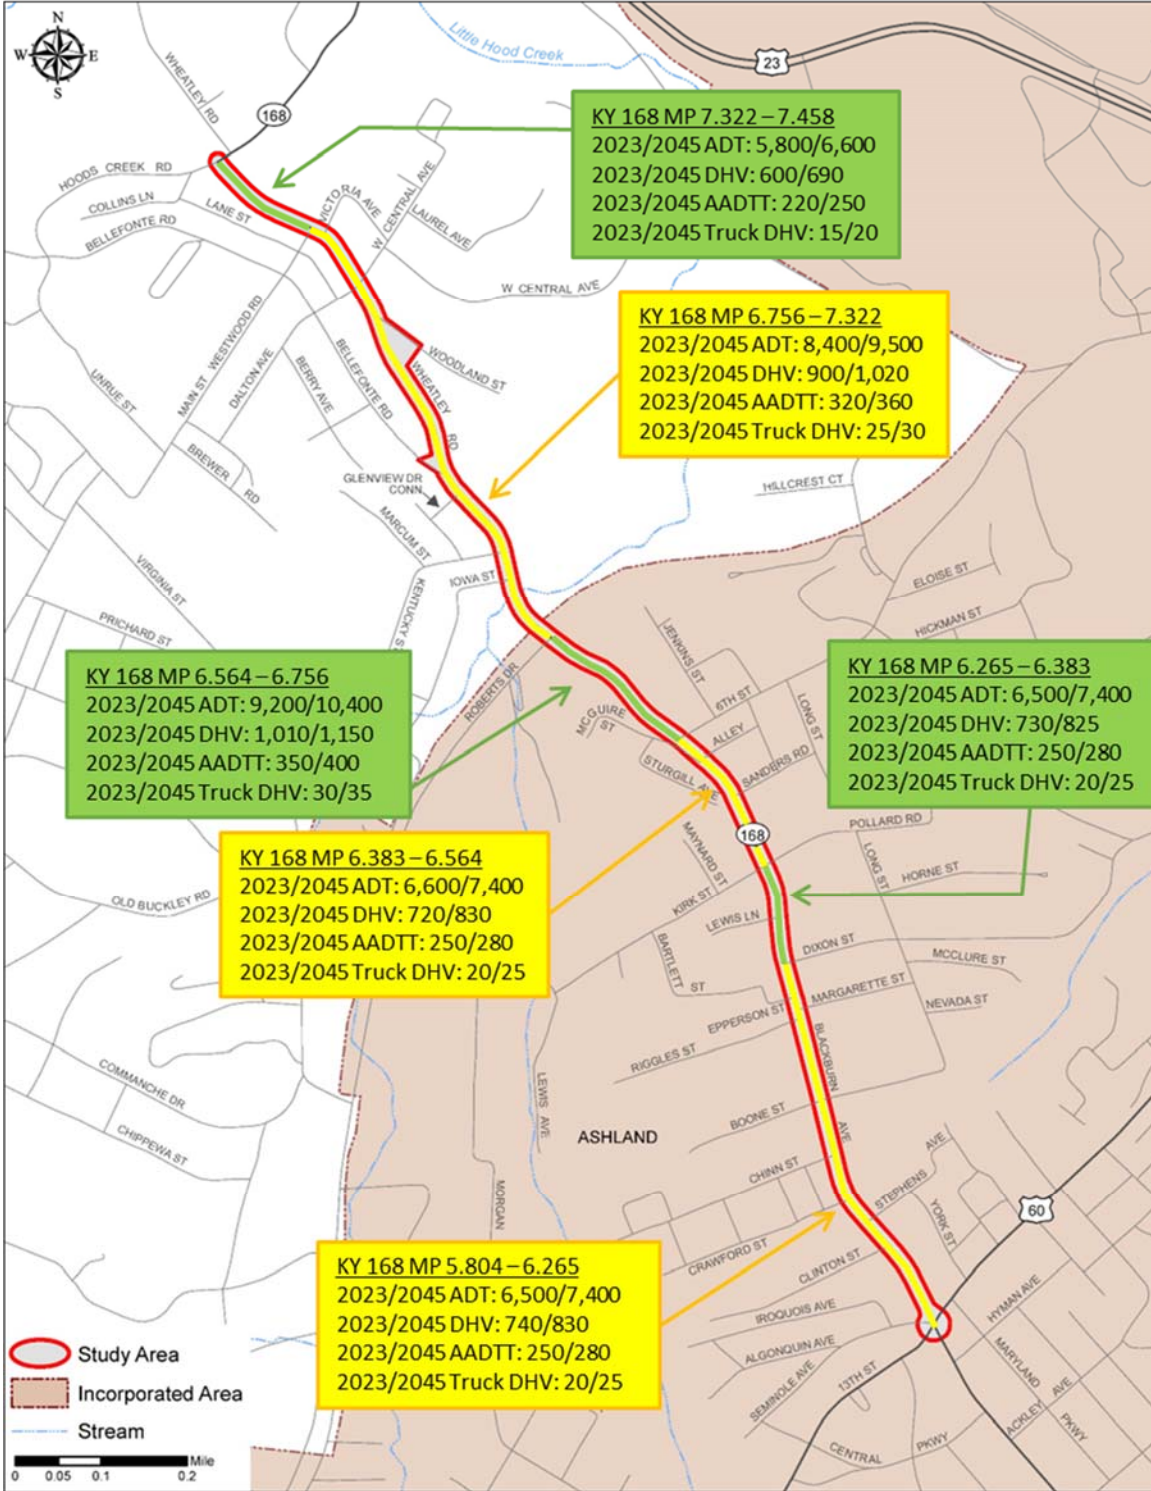 N
W
E
S
Little Hood Creek
23
WHEATLEY RD
168
KY 168 MP 7.322 – 7.458
2023/2045 ADT: 5,800/6,600
2023/2045 DHV: 600/690
2023/2045 AADTT: 220/250
2023/2045 Truck DHV: 15/20
HOODS CREEK RD
COLLINS LN
LANE ST
BELLEFONTE RD
VICTORIA AVE
W CENTRAL AVE
LAUREL AVE
W CENTRAL AVE
KY 168 MP 6.756 – 7.322
2023/2045 ADT: 8,400/9,500
2023/2045 DHV: 900/1,020
2023/2045 AADTT: 320/360
2023/2045 Truck DHV: 25/30
UNRUE ST
MAIN ST
WESTWOOD RD
DALTON AVE
BERRY AVE
BELLEFONTE RD
WOODLAND ST
WHEATLEY RD
BREWER RD
GLENVIEW DR
CONN
MARCUM ST
HILLCREST CT
VIRGINIA ST
IOWA ST
KENTUCKY S
ELOISE ST
HICKMAN ST
PRICHARD ST
KY 168 MP 6.564 – 6.756
2023/2045 ADT: 9,200/10,400
2023/2045 DHV: 1,010/1,150
2023/2045 AADTT: 350/400
2023/2045 Truck DHV: 30/35
ROBERTS DR
JENKINS ST
6TH ST
LONG ST
MCGUIRE ST
ALLEY
SANDERS RD
STURGILL AVE
KY 168 MP 6.265 – 6.383
2023/2045 ADT: 6,500/7,400
2023/2045 DHV: 730/825
2023/2045 AADTT: 250/280
2023/2045 Truck DHV: 20/25
168
POLLARD RD
MAYNARD ST
LONG ST
HORNE ST
KY 168 MP 6.383 – 6.564
2023/2045 ADT: 6,600/7,400
2023/2045 DHV: 720/830
2023/2045 AADTT: 250/280
2023/2045 Truck DHV: 20/25
OLD BUCKLEY RD
KIRK ST
LEWIS LN
BARTLETT ST
DIXON ST
MCCLURE ST
MARGARETTE ST
NEVADA ST
EPPERSON ST
RIGGLES ST
BLACKBURN AVE
COMMANCHE DR
CHIPPEWA ST
LEWIS AVE
BOONE ST
ASHLAND
CHINN ST
STEPHENS AVE
MORGAN
YORK ST
60
CRAWFORD ST
CLINTON ST
KY 168 MP 5.804 – 6.265
2023/2045 ADT: 6,500/7,400
2023/2045 DHV: 740/830
2023/2045 AADTT: 250/280
2023/2045 Truck DHV: 20/25
HYMAN AVE
IROQUOIS AVE
ALGONQUIN AVE
SEMINOLE AVE
13TH ST
MARYLAND PKWY
ACKLEY AVE
CENTRAL PKWY
Study Area
Incorporated Area
Stream
Mile
0 0.05 0.1 0.2